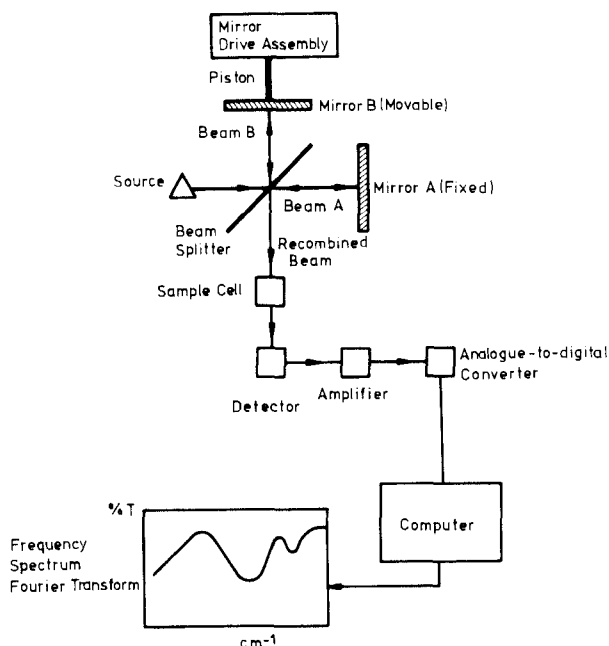 Mirror
Drive Assembly
Piston
Mirror B (Movable)
Beam B
Source
Mirror A (Fixed)
Beam A
Beam
Splitter
Recombined
Beam
Sample Cell
Analogue-to-digital
Converter
Detector
Amplifier
Computer
% T
Frequency
Spectrum
Fourier Transform
cm-1